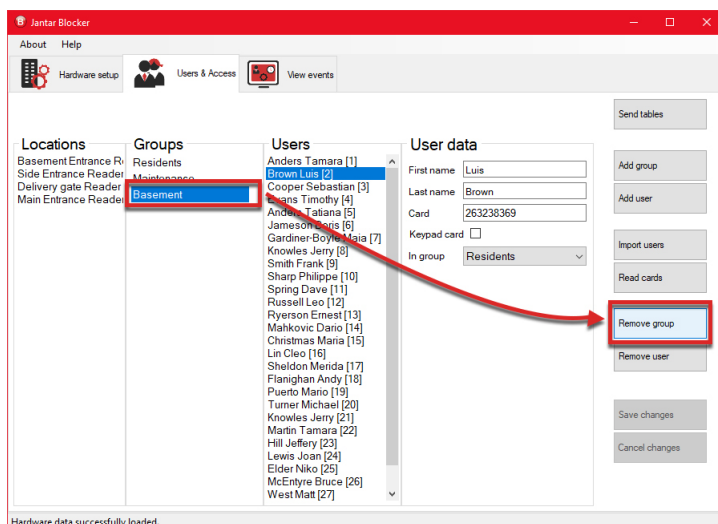 Jantar Blocker
About Help
Hardware setup
Users & Access
View events
Send tables
Locations
Basement Entrance R
Side Entrance Reader
Delivery gate Reader
Main Entrance Reader
Groups
Residents
Maintenance
Basement
Users
Anders Tamara [1]
Brown Luis [2]
Cooper Sebastian [3]
Evans Timothy [4]
Anders Tatiana [5]
Jameson Boris [6]
Gardiner-Boyle Maia [7]
Knowles Jerry [8]
Smith Frank [9]
Sharp Philippe [10]
Spring Dave [11]
Russell Leo [12]
Ryerson Ernest [13]
Mahkovic Dario [14]
Christmas Maria [15]
Lin Cleo [16]
Sheldon Merida [17]
Flanighan Andy [18]
Puerto Mario [19]
Turner Michael [20]
Knowles Jerry [21]
Martin Tamara [22]
Hill Jeffery [23]
Lewis Joan [24]
Elder Niko [25]
McEntyre Bruce [26]
West Matt [27]
User data
First name Luis
Last name Brown
Card 263238369
Keypad card
In group Residents
Add group
Add user
Import users
Read cards
Remove group
Remove user
Save changes
Cancel changes
Hardware data successfully loaded.